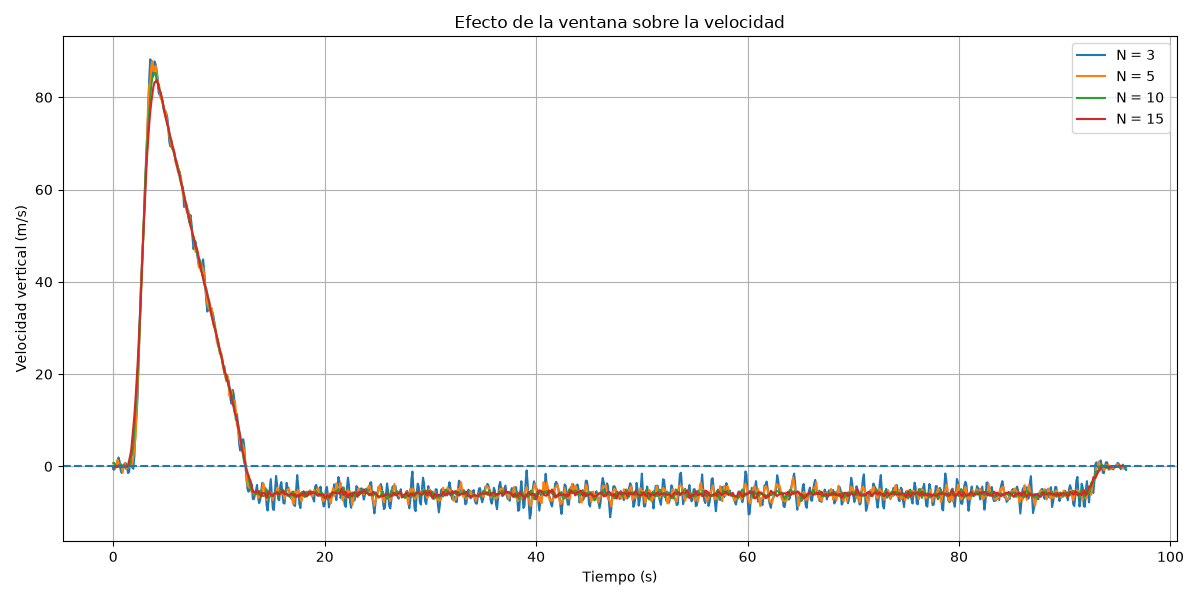 Efecto de la ventana sobre la velocidad
N = 3
N = 5
N = 10
N = 15
Velocidad vertical (m/s)
80
60
40
20
0
0 20 40 60 80 100
Tiempo (s)